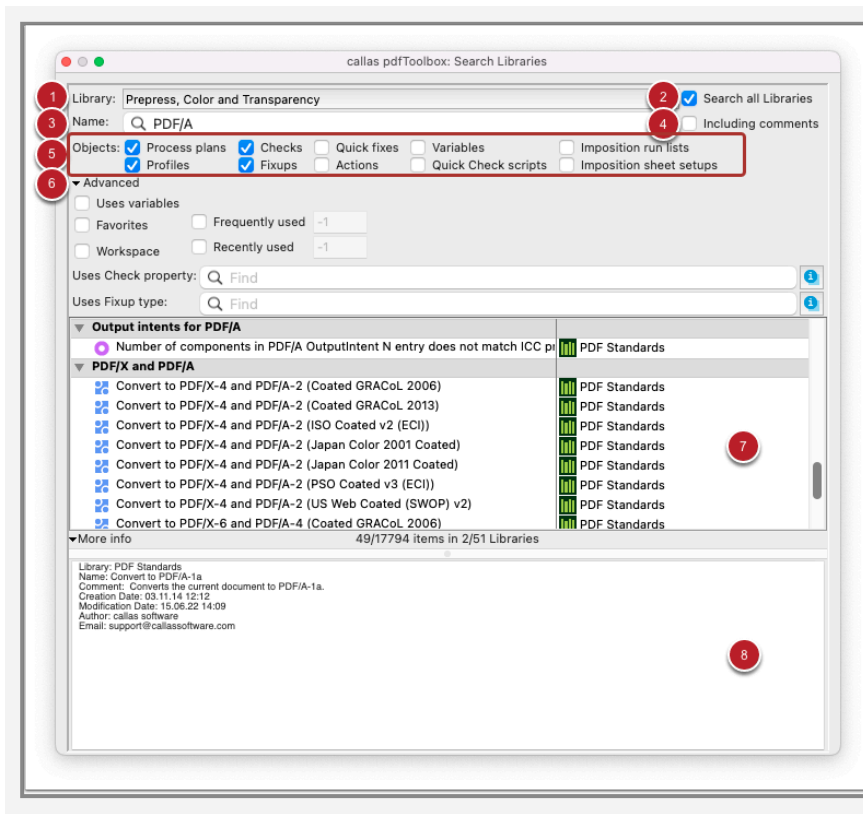 callas pdfToolbox: Search Libraries
1 Library: Prepress, Color and Transparency 2 Search all Libraries
3 Name: PDF/A 4 Including comments
5 Objects: Process plans Checks Quick fixes Variables Imposition run lists
Profiles Fixups Actions Quick Check scripts Imposition sheet setups
6 Advanced
Uses variables
Favorites Frequently used -1
Workspace Recently used -1
Uses Check property: Find
Uses Fixup type: Find
Output intents for PDF/A
Number of components in PDF/A OutputIntent N entry does not match ICC PDF Standards
PDF/X and PDF/A
Convert to PDF/X-4 and PDF/A-2 (Coated GRACoL 2006) PDF Standards
Convert to PDF/X-4 and PDF/A-2 (Coated GRACoL 2013) PDF Standards
Convert to PDF/X-4 and PDF/A-2 (ISO Coated v2 (ECI)) PDF Standards
Convert to PDF/X-4 and PDF/A-2 (Japan Color 2001 Coated) PDF Standards 7
Convert to PDF/X-4 and PDF/A-2 (Japan Color 2011 Coated) PDF Standards
Convert to PDF/X-4 and PDF/A-2 (PSO Coated v3 (ECI)) PDF Standards
Convert to PDF/X-4 and PDF/A-2 (US Web Coated (SWOP) v2) PDF Standards
Convert to PDF/X-6 and PDF/A-4 (Coated GRACoL 2006) PDF Standards
More info 49/17794 items in 2/51 Libraries
Library: PDF Standards
Name: Convert to PDF/A-1a
Comment: Converts the current document to PDF/A-1a.
Creation Date: 03.11.14 12:12
Modification Date: 15.06.22 14:09
Author: callas software
Email: support@callassoftware.com
8